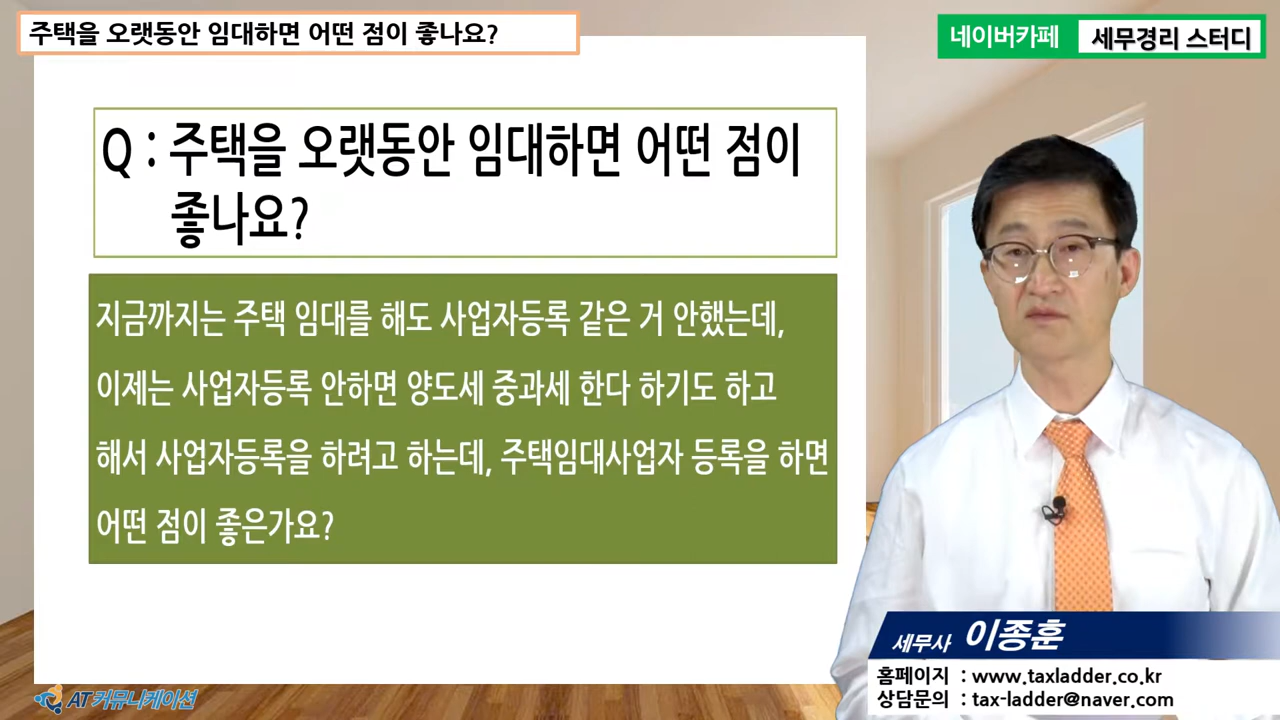 주택을 오랫동안 임대하면 어떤 점이 좋나요?
네이버카페 세무경리 스터디
Q : 주택을 오랫동안 임대하면 어떤 점이
좋나요?
지금까지는 주택 임대를 해도 사업자등록 같은 거 안했는데,
이제는 사업자등록 안하면 양도세 중과세 한다 하기도 하고
해서 사업자등록을 하려고 하는데, 주택임대사업자 등록을 하면
어떤 점이 좋은가요?
세무사 이종훈
홈페이지 : www.taxladder.co.kr
상담문의 : tax-ladder@naver.com
AT커뮤니케이션